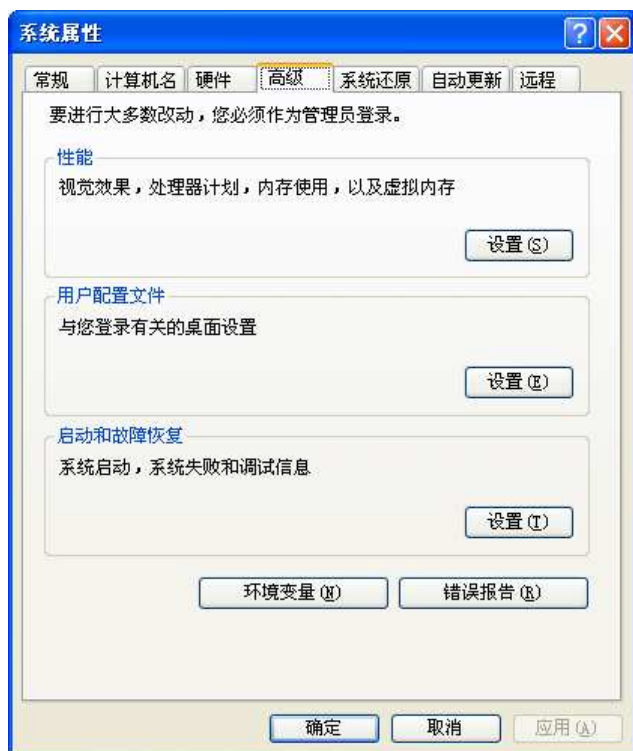 系统属性
常规 计算机名 硬件 高级 系统还原 自动更新 远程
要进行大多数改动，您必须作为管理员登录。
性能
视觉效果，处理器计划，内存使用，以及虚拟内存
设置(S)
用户配置文件
与您登录有关的桌面设置
设置(E)
启动和故障恢复
系统启动，系统失败和调试信息
设置(T)
环境变量(N) 错误报告(R)
确定 取消 应用(A)